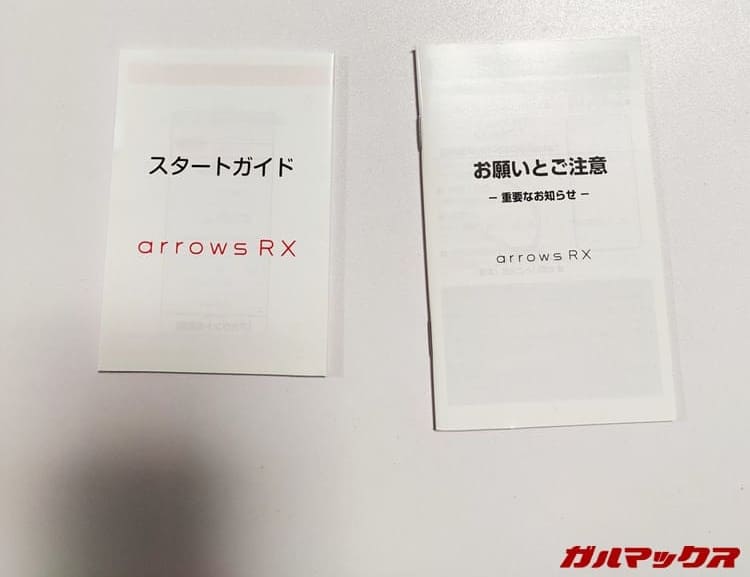 スタートガイド
arrows RX
お願いとご注意
− 重要なお知らせ −
arrows RX
ガルマックス